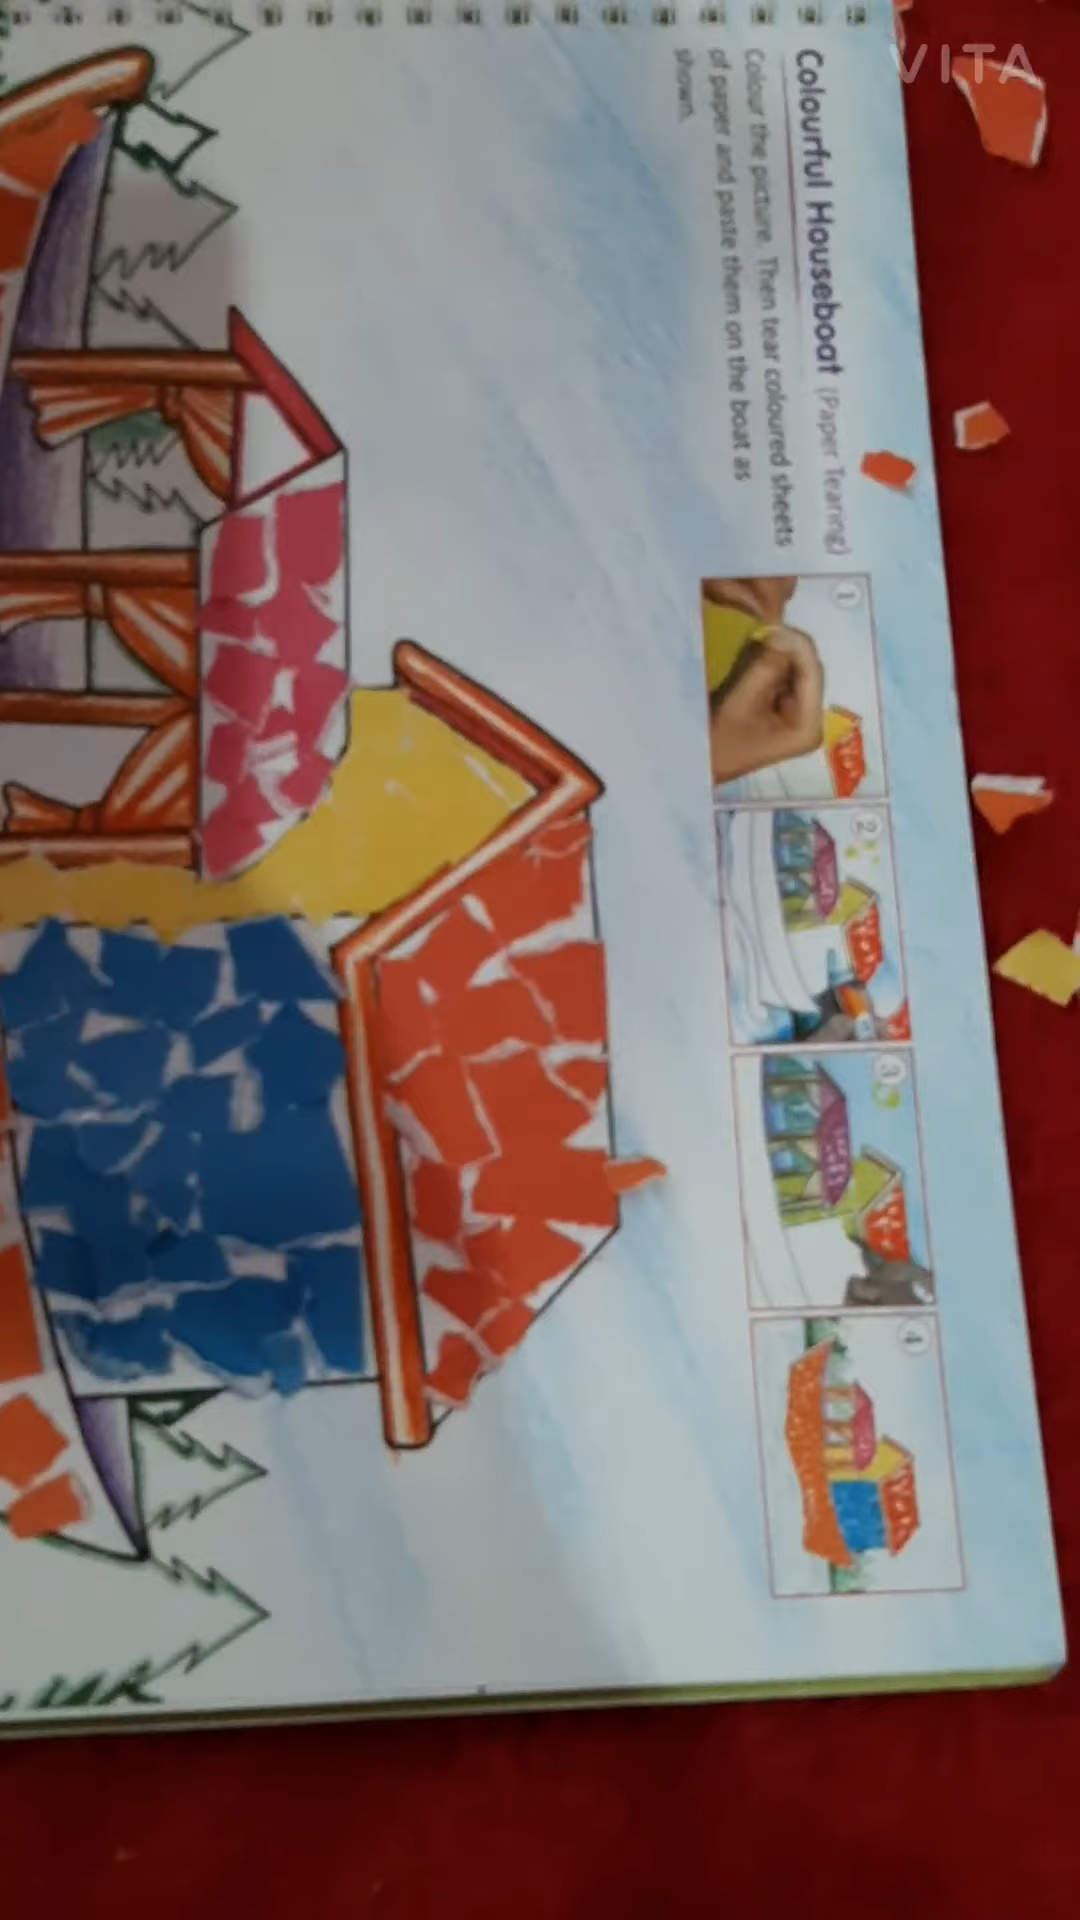 VITA
Colourful Houseboat (Paper Tearing)
Colour the picture. Then tear coloured sheets
of paper and paste them on the boat as
shown.
1
2
3
4